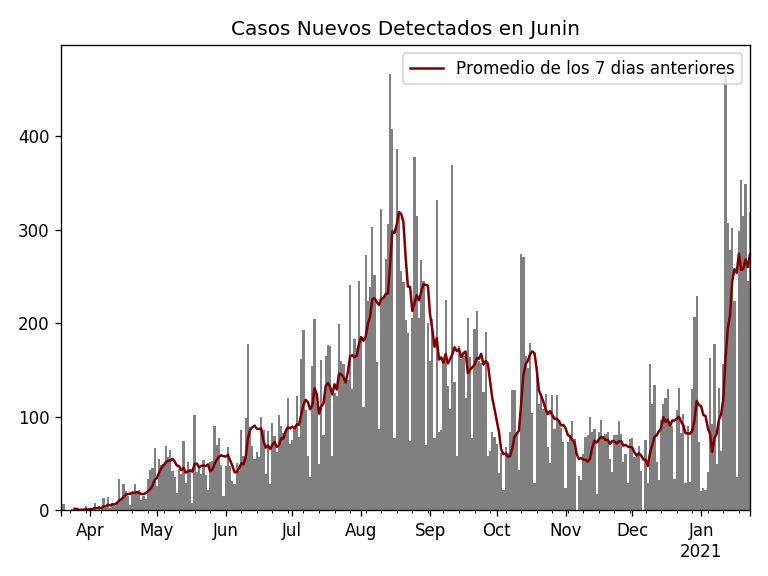 Casos Nuevos Detectados en Junin
Promedio de los 7 dias anteriores
400
300
200
100
0
Apr May Jun Jul Aug Sep Oct Nov Dec Jan
2021